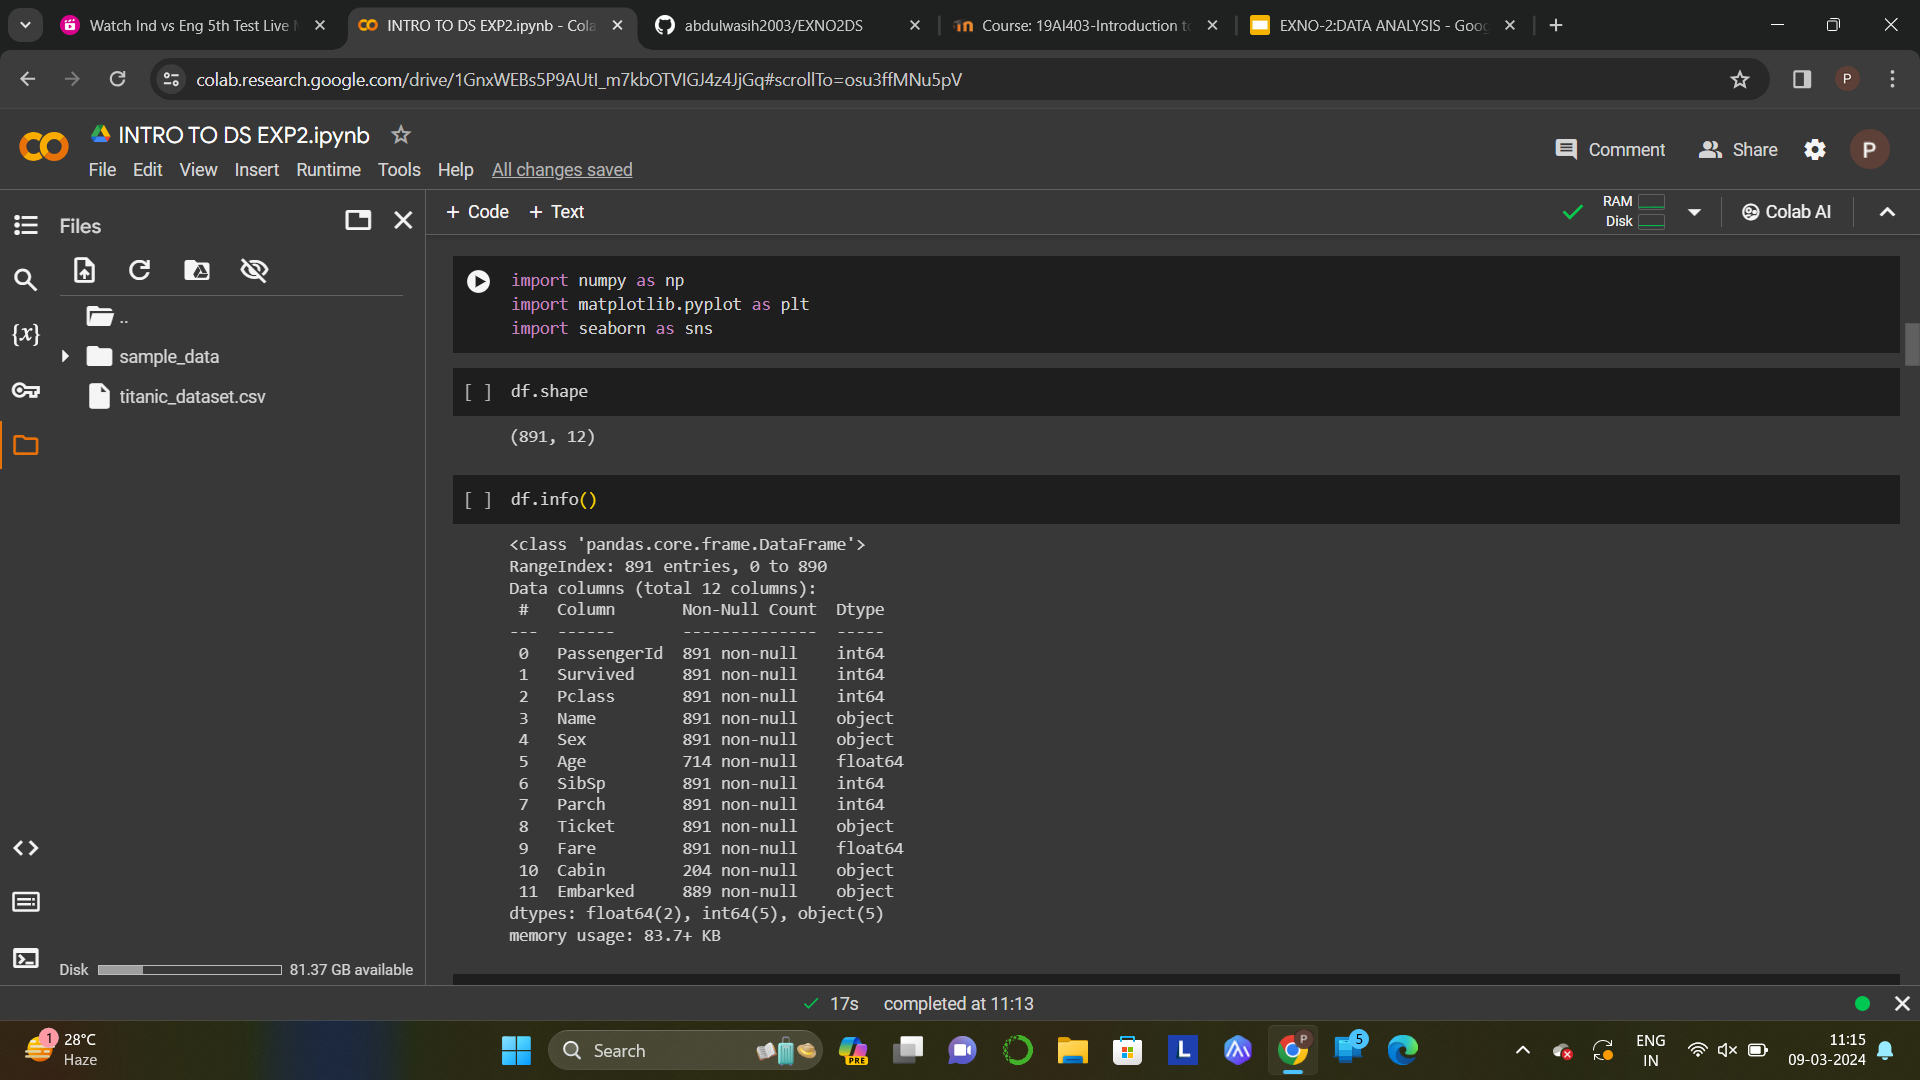 Watch Ind vs Eng 5th Test Live
INTRO TO DS EXP2.ipynb - Cola
abdulwasih2003/EXNO2DS
Course: 19AI403-Introduction to
EXNO-2:DATA ANALYSIS - Goog
colab.research.google.com/drive/1GnxWEBs5P9AUtI_m7kbOTVIGJ4z4JjGq#scrollTo=osu3ffMNu5pV
P
INTRO TO DS EXP2.ipynb
File Edit View Insert Runtime Tools Help All changes saved
Comment
Share
P
Files
+ Code + Text
RAM
Disk
Colab AI
..
sample_data
titanic_dataset.csv
{x}
import numpy as np
import matplotlib.pyplot as plt
import seaborn as sns
[ ] df.shape
(891, 12)
[ ] df.info()
<class 'pandas.core.frame.DataFrame'>
RangeIndex: 891 entries, 0 to 890
Data columns (total 12 columns):
# Column Non-Null Count Dtype
--- ------ -------------- -----
0 PassengerId 891 non-null int64
1 Survived 891 non-null int64
2 Pclass 891 non-null int64
3 Name 891 non-null object
4 Sex 891 non-null object
5 Age 714 non-null float64
6 SibSp 891 non-null int64
7 Parch 891 non-null int64
8 Ticket 891 non-null object
9 Fare 891 non-null float64
10 Cabin 204 non-null object
11 Embarked 889 non-null object
dtypes: float64(2), int64(5), object(5)
memory usage: 83.7+ KB
Disk 81.37 GB available
17s completed at 11:13
1
28°C
Haze
Search
PRE
L
P
5
ENG
IN
11:15
09-03-2024